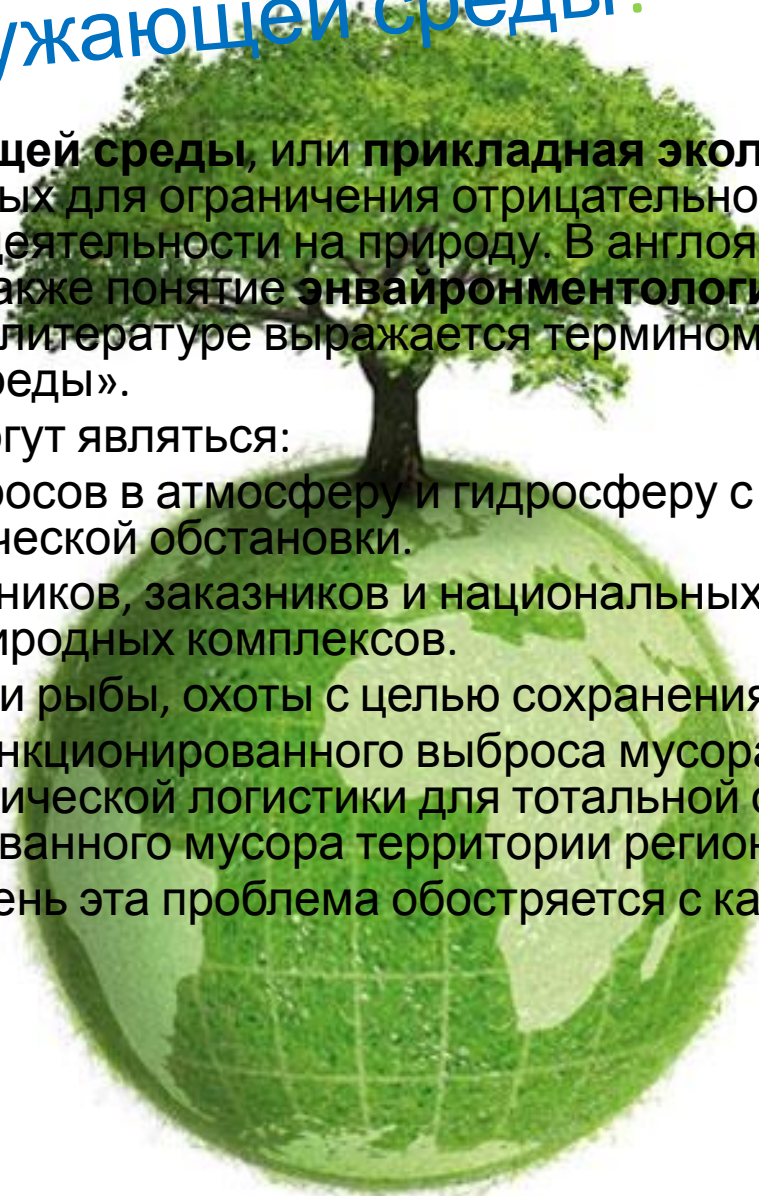 ужающей среды.
щей среды, или прикладная экол
ых для ограничения отрицательно
деятельности на природу. В англоя
акже понятие энвайронментологи
литературе выражается термином
реды».
огут являться:
росов в атмосферу и гидросферу с
ческой обстановки.
ников, заказников и национальных
иродных комплексов.
и рыбы, охоты с целью сохранения
нкционированного выброса мусора
ической логистики для тотальной о
ванного мусора территории регион
ень эта проблема обостряется с ка